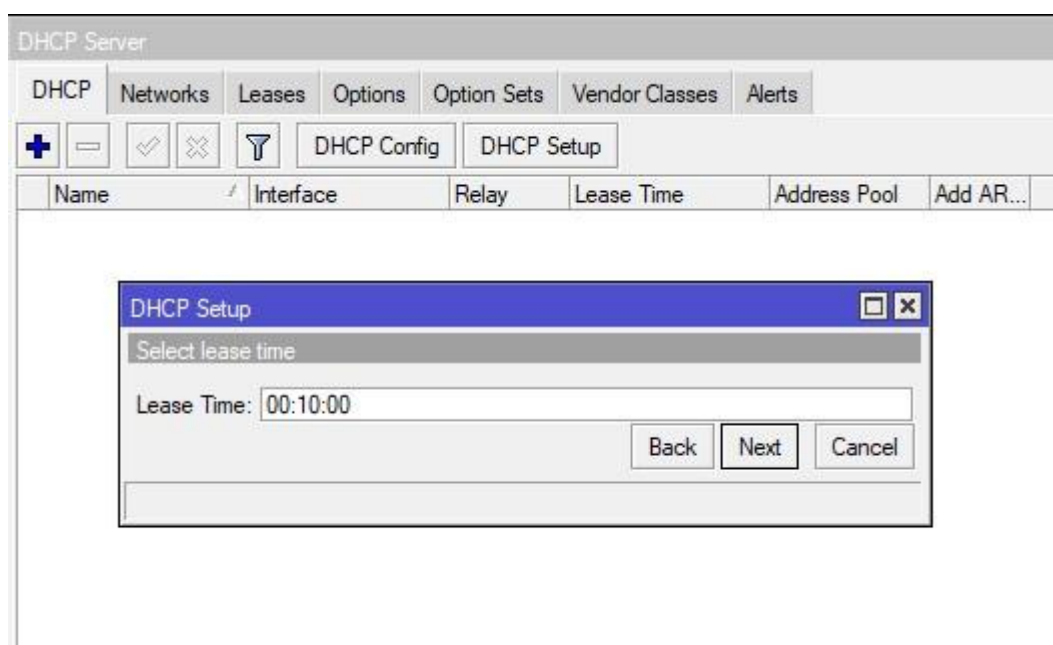 DHCP Server
DHCP Networks Leases Options Option Sets Vendor Classes Alerts
DHCP Config DHCP Setup
Name Interface Relay Lease Time Address Pool Add AR...
DHCP Setup
Select lease time
Lease Time: 00:10:00
Back Next Cancel